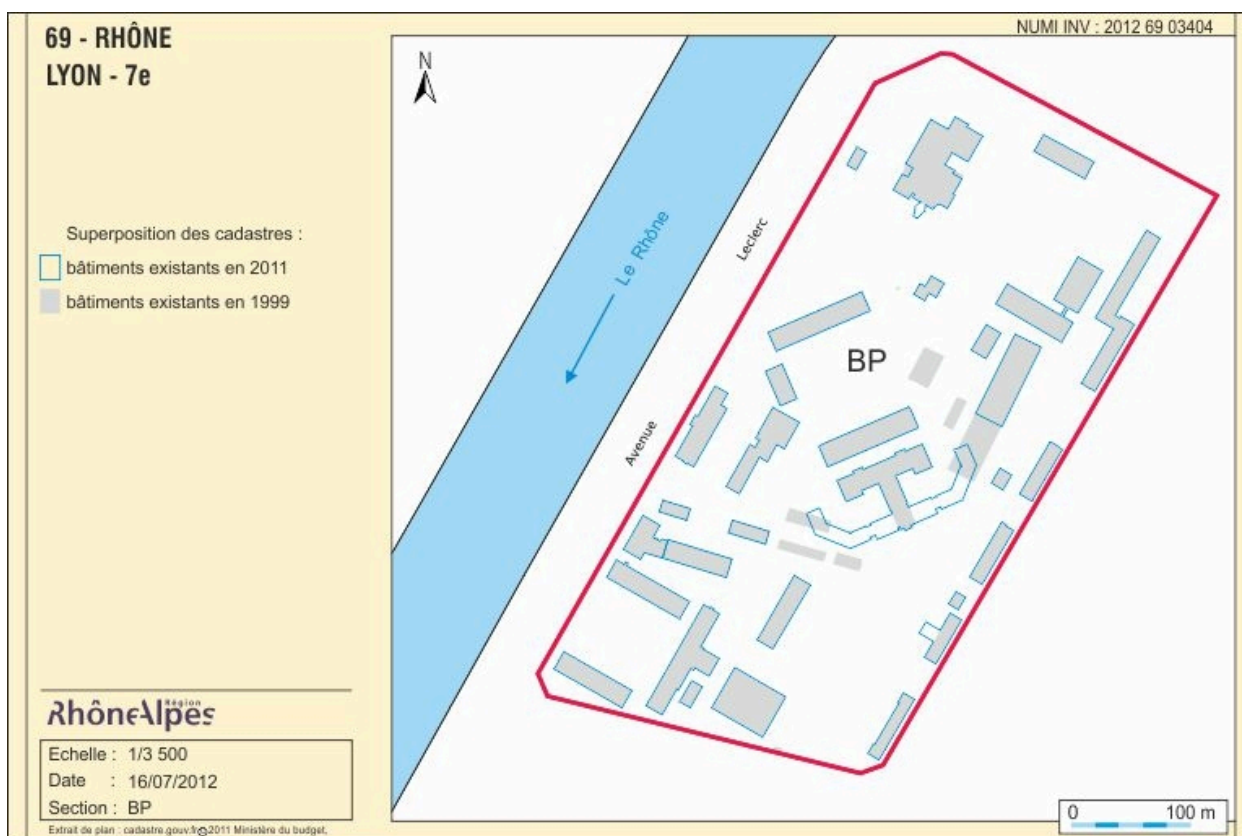 69 - RHÔNE
LYON - 7e
NUMI INV : 2012 69 03404
N
Superposition des cadastres :
bâtiments existants en 2011
bâtiments existants en 1999
Le Rhône
Leclerc
Avenue
BP
RhôneAlpes Région
Echelle : 1/3 500
Date : 16/07/2012
Section : BP
Extrait de plan : cadastre.gouv.fr©2011 Ministère du budget,
0 100 m